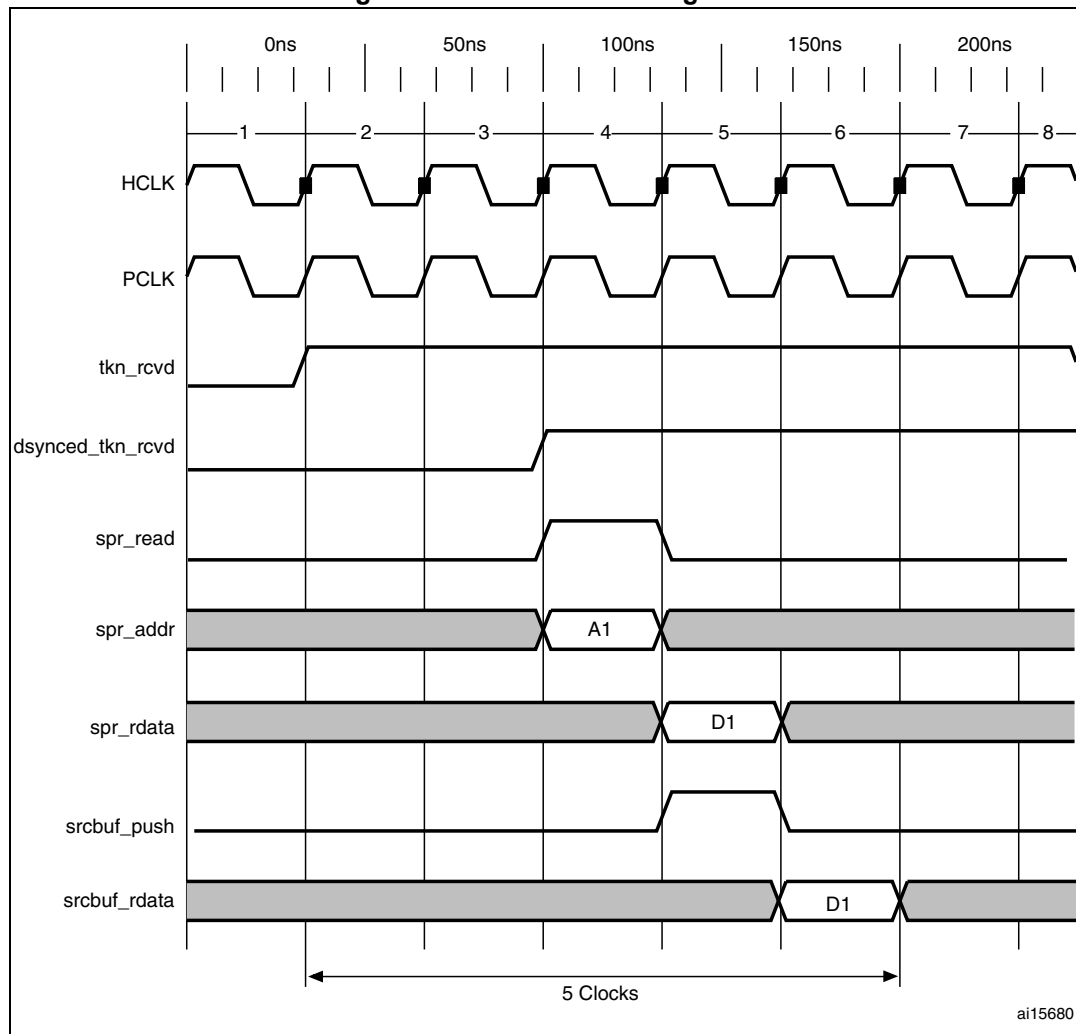 0ns 50ns 100ns 150ns 200ns
1 2 3 4 5 6 7 8
HCLK
PCLK
tkn_rcvd
dsynced_tkn_rcvd
spr_read
spr_addr A1
spr_rdata D1
srcbuf_push
srcbuf_rdata D1
5 Clocks
ai15680